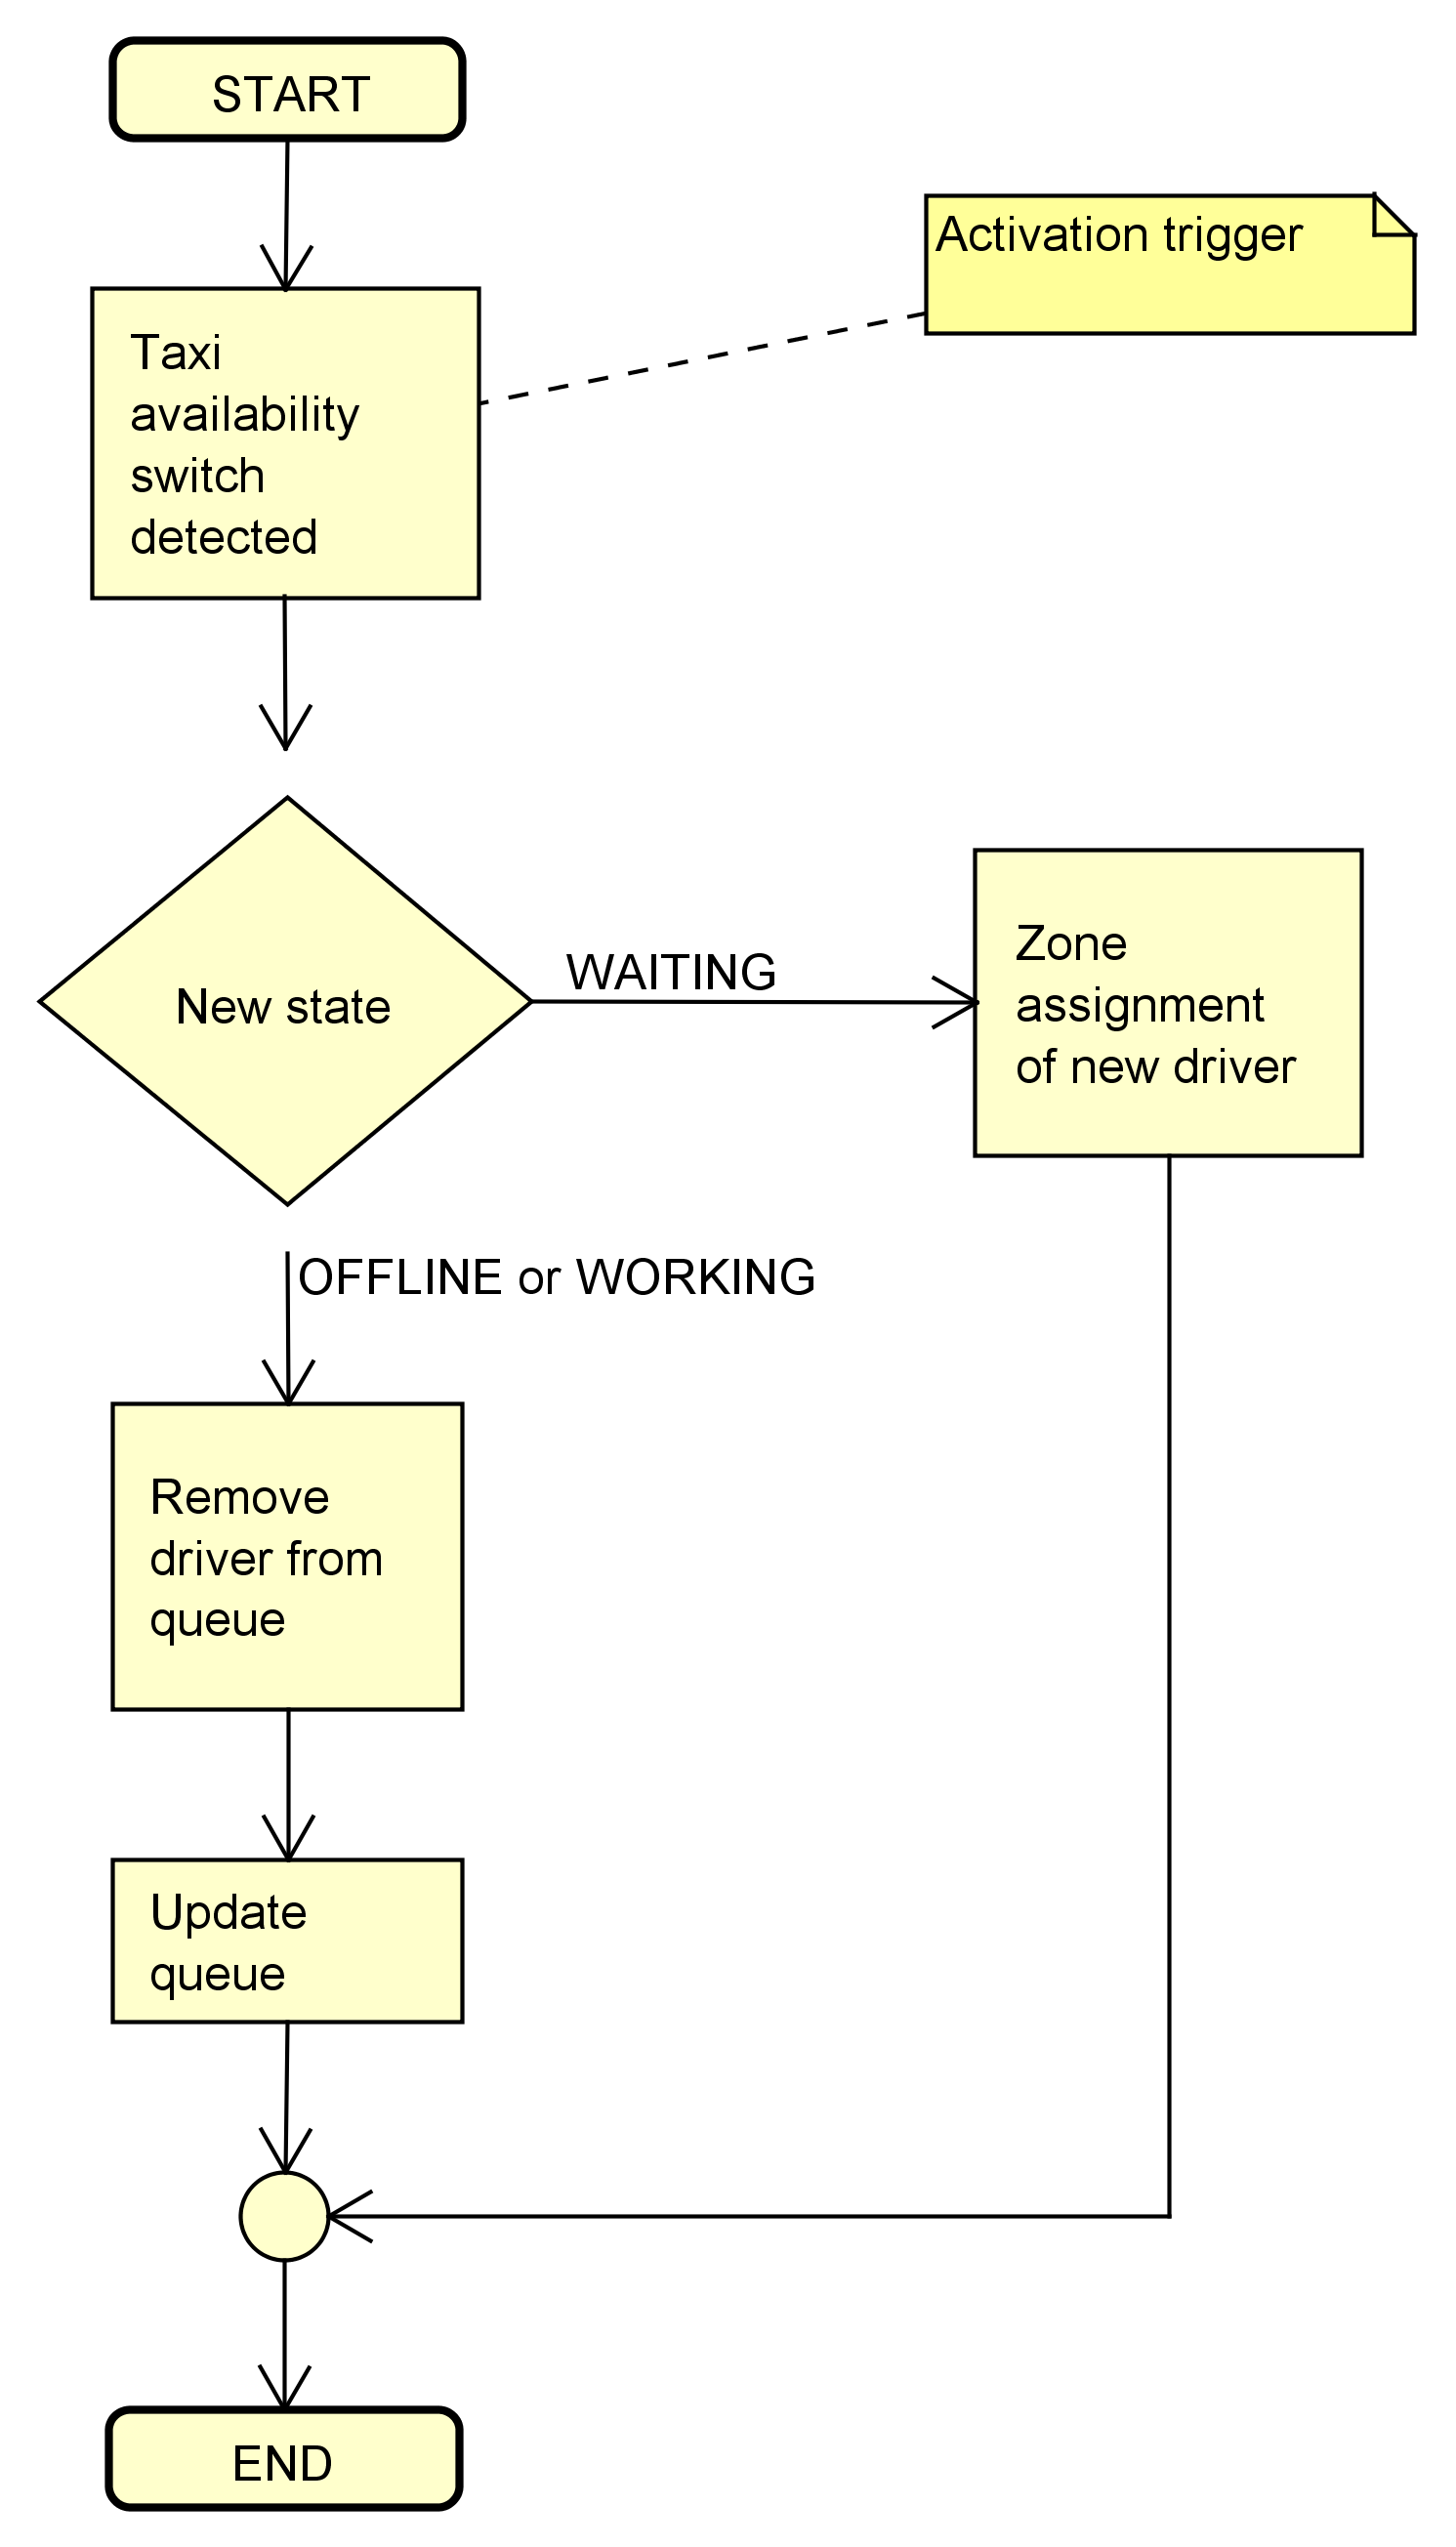 START
Activation trigger
Taxi
availability
switch
detected
New state
WAITING
Zone
assignment
of new driver
OFFLINE or WORKING
Remove
driver from
queue
Update
queue
END